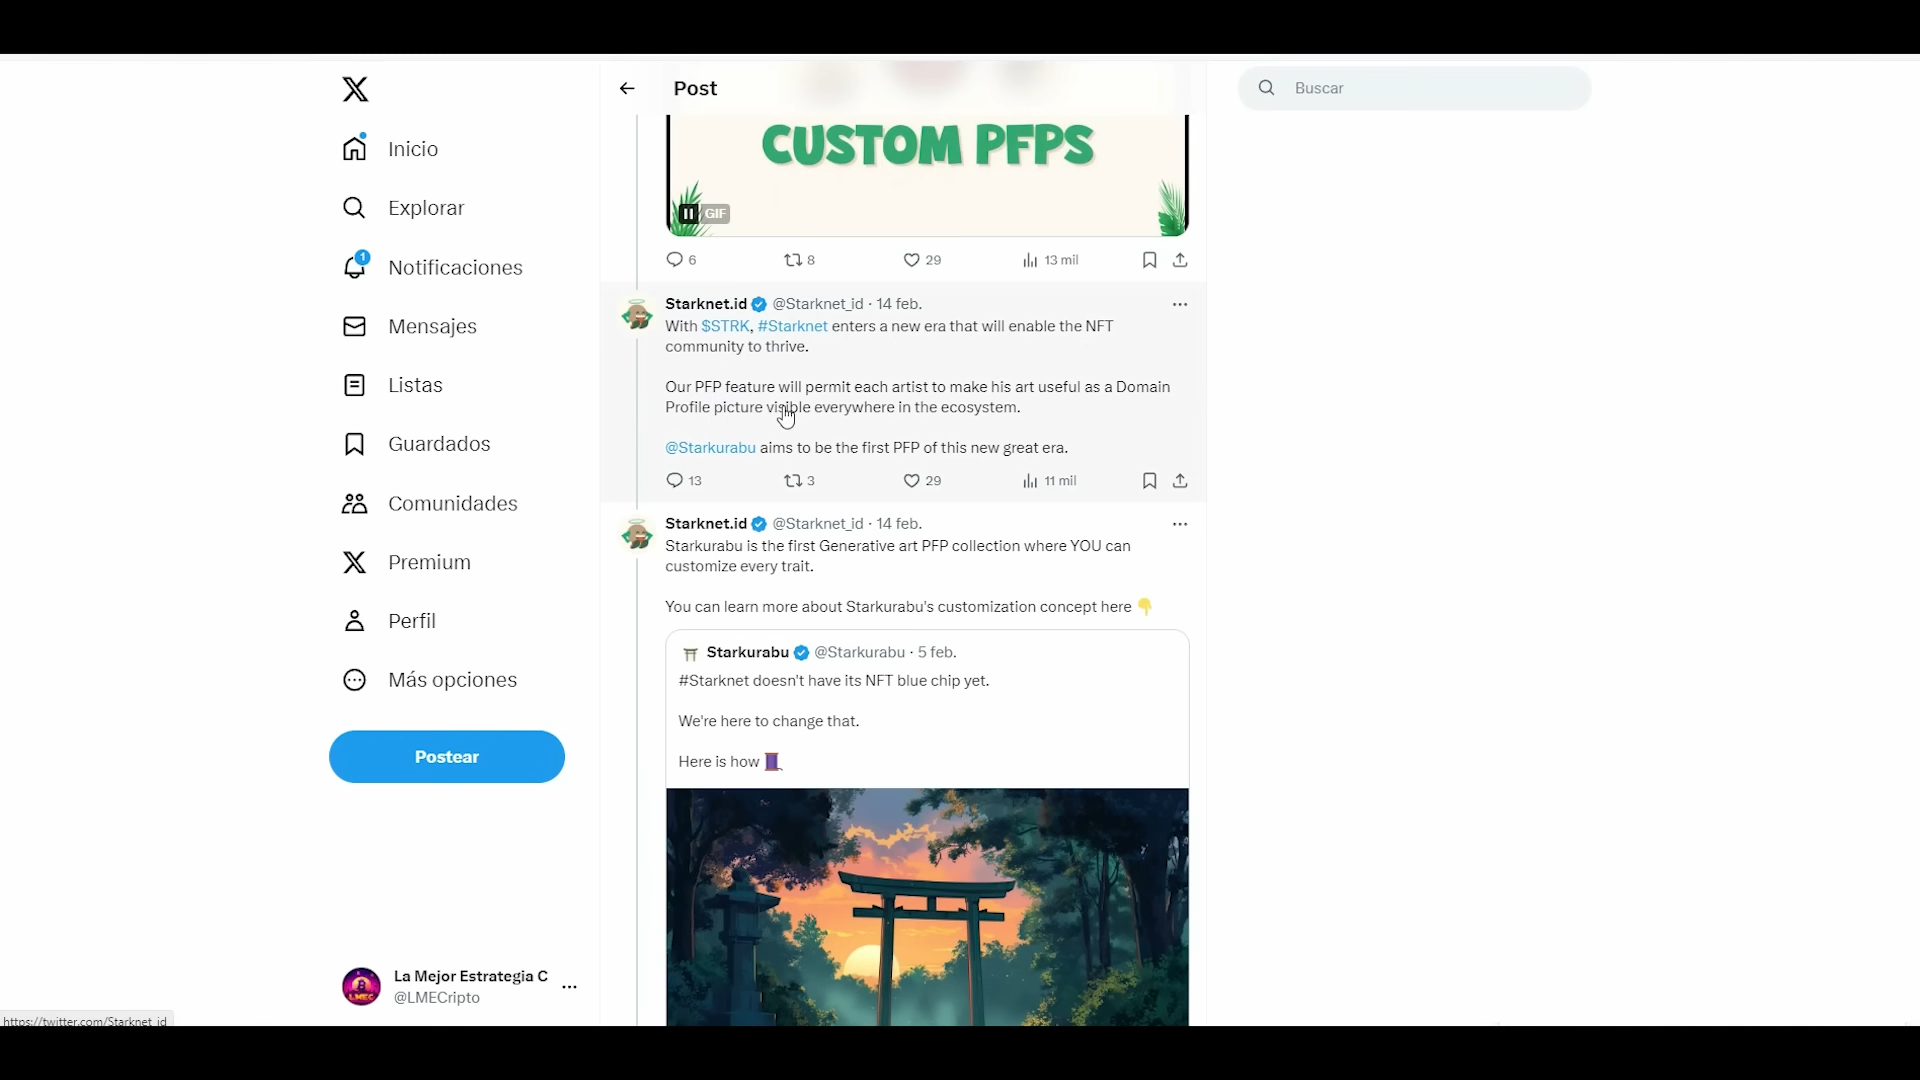 Post
Buscar
Inicio
Explorar
1
Notificaciones
Mensajes
Listas
Guardados
Comunidades
Premium
Perfil
Más opciones
Postear
La Mejor Estrategia C
@LMECripto
LMEC
https://twitter.com/Starknet_id
CUSTOM PFPS
GIF
6 8 29 13 mil
Starknet.id @Starknet_id · 14 feb.
With $STRK, #Starknet enters a new era that will enable the NFT
community to thrive.
Our PFP feature will permit each artist to make his art useful as a Domain
Profile picture visible everywhere in the ecosystem.
@Starkurabu aims to be the first PFP of this new great era.
13 3 29 11 mil
Starknet.id @Starknet_id · 14 feb.
Starkurabu is the first Generative art PFP collection where YOU can
customize every trait.
You can learn more about Starkurabu's customization concept here 👇
Starkurabu @Starkurabu · 5 feb.
#Starknet doesn't have its NFT blue chip yet.
We're here to change that.
Here is how 🧵